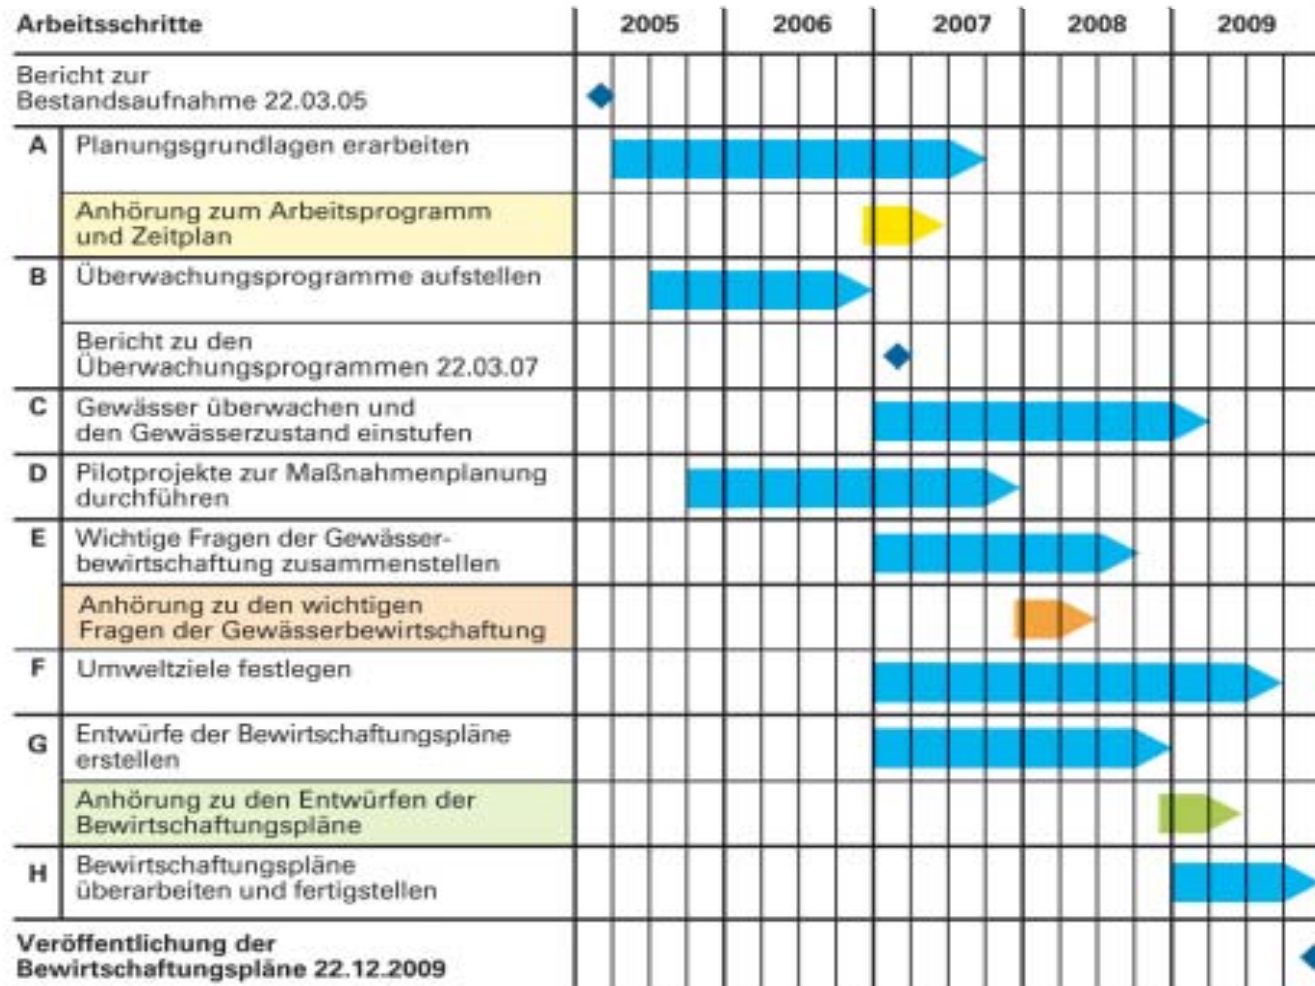 Arbeitsschritte 2005 2006 2007 2008 2009
Bericht zur
Bestandsaufnahme 22.03.05
A Planungsgrundlagen erarbeiten
Anhörung zum Arbeitsprogramm
und Zeitplan
B Überwachungsprogramme aufstellen
Bericht zu den
Überwachungsprogrammen 22.03.07
C Gewässer überwachen und
den Gewässerzustand einstufen
D Pilotprojekte zur Maßnahmenplanung
durchführen
E Wichtige Fragen der Gewässer-
bewirtschaftung zusammenstellen
Anhörung zu den wichtigen
Fragen der Gewässerbewirtschaftung
F Umweltziele festlegen
G Entwürfe der Bewirtschaftungspläne
erstellen
Anhörung zu den Entwürfen der
Bewirtschaftungspläne
H Bewirtschaftungspläne
überarbeiten und fertigstellen
Veröffentlichung der
Bewirtschaftungspläne 22.12.2009